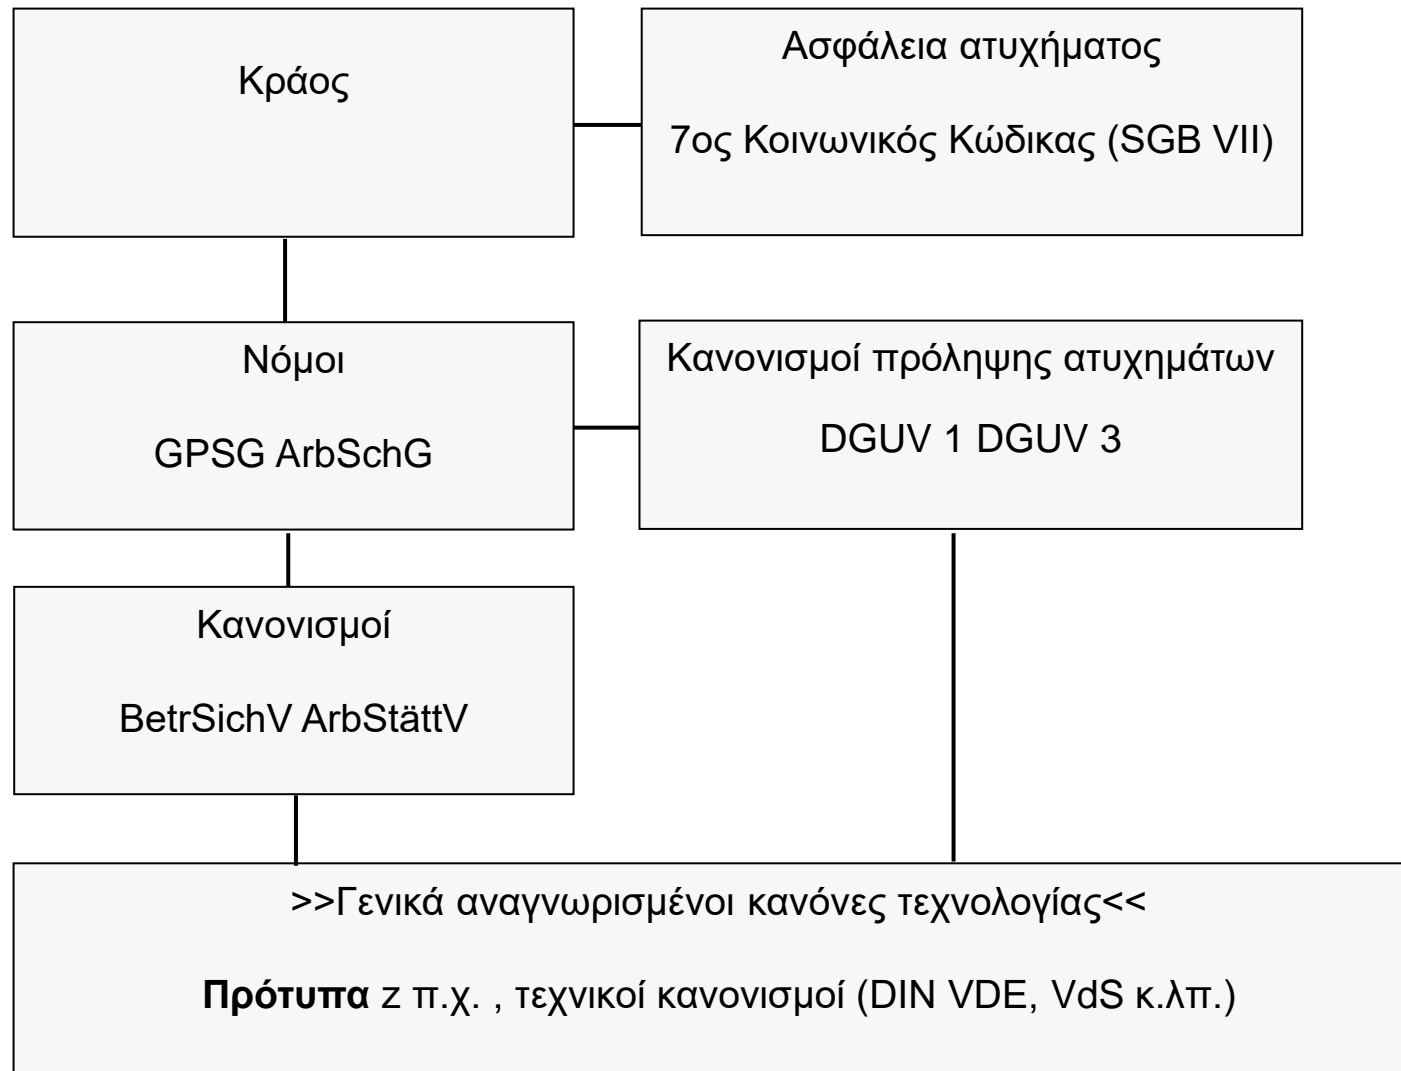 Κράος
Ασφάλεια ατυχήματος
7ος Κοινωνικός Κώδικας (SGB VII)
Νόμοι
GPSG ArbSchG
Κανονισμοί πρόληψης ατυχημάτων
DGUV 1 DGUV 3
Κανονισμοί
BetrSichV ArbStättV
>>Γενικά αναγνωρισμένοι κανόνες τεχνολογίας<<
Πρότυπα z π.χ. , τεχνικοί κανονισμοί (DIN VDE, VdS κ.λπ.)